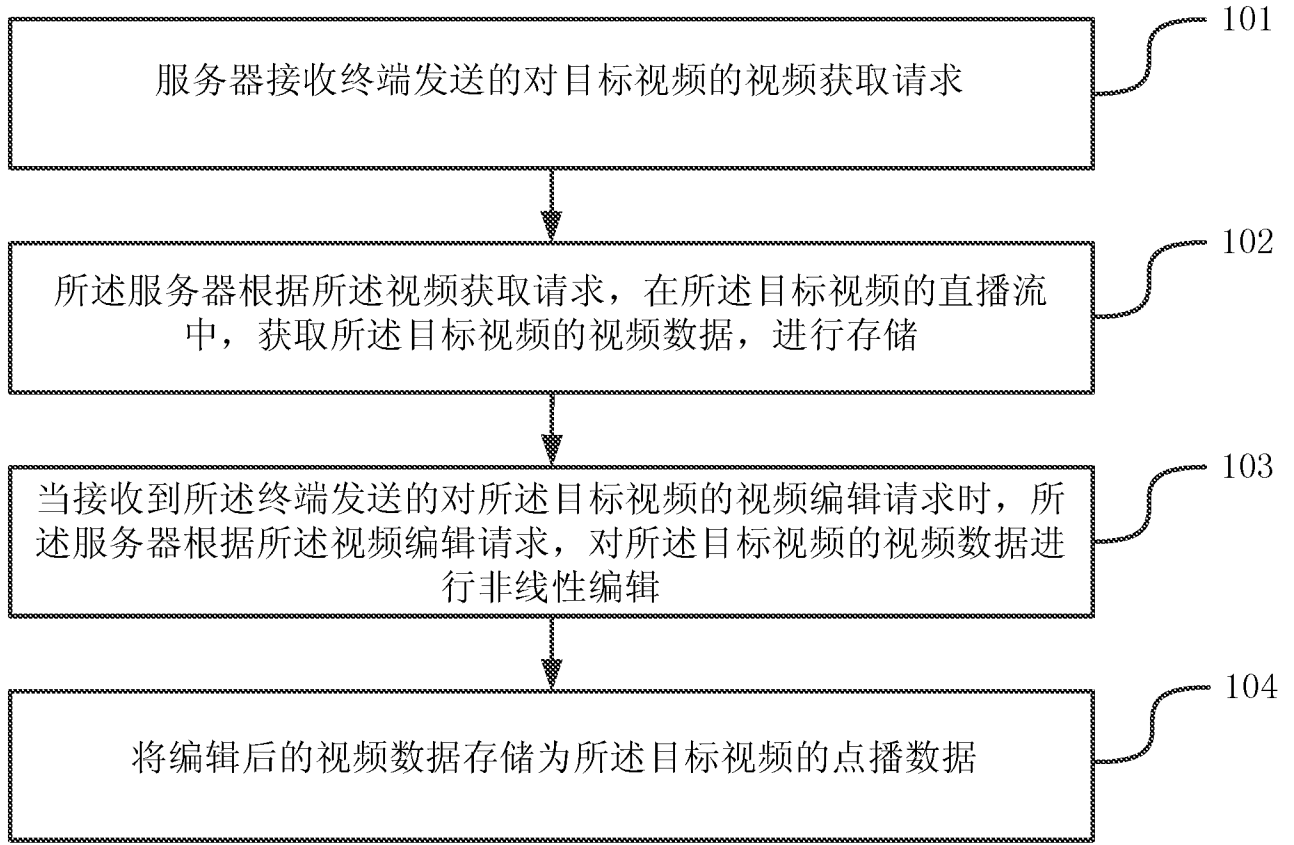 101
服务器接收终端发送的对目标视频的视频获取请求
102
所述服务器根据所述视频获取请求，在所述目标视频的直播流
中，获取所述目标视频的视频数据，进行存储
103
当接收到所述终端发送的对所述目标视频的视频编辑请求时，所
述服务器根据所述视频编辑请求，对所述目标视频的视频数据进
行非线性编辑
104
将编辑后的视频数据存储为所述目标视频的点播数据